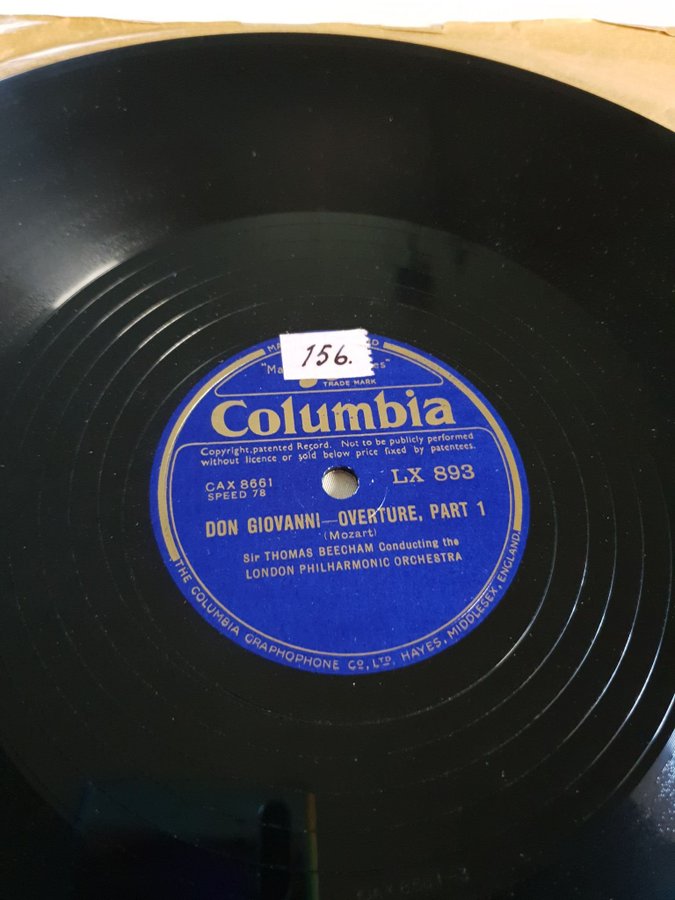 156.
TRADE MARK
Columbia
Copyright, patented Record. Not to be publicly performed
without licence or sold below price fixed by patentees.
CAX 8661
SPEED 78
LX 893
DON GIOVANNI—OVERTURE, PART 1
(Mozart)
Sir THOMAS BEECHAM Conducting the
LONDON PHILHARMONIC ORCHESTRA
THE COLUMBIA GRAPHOPHONE CO., LTD. HAYES, MIDDLESEX, ENGLAND.